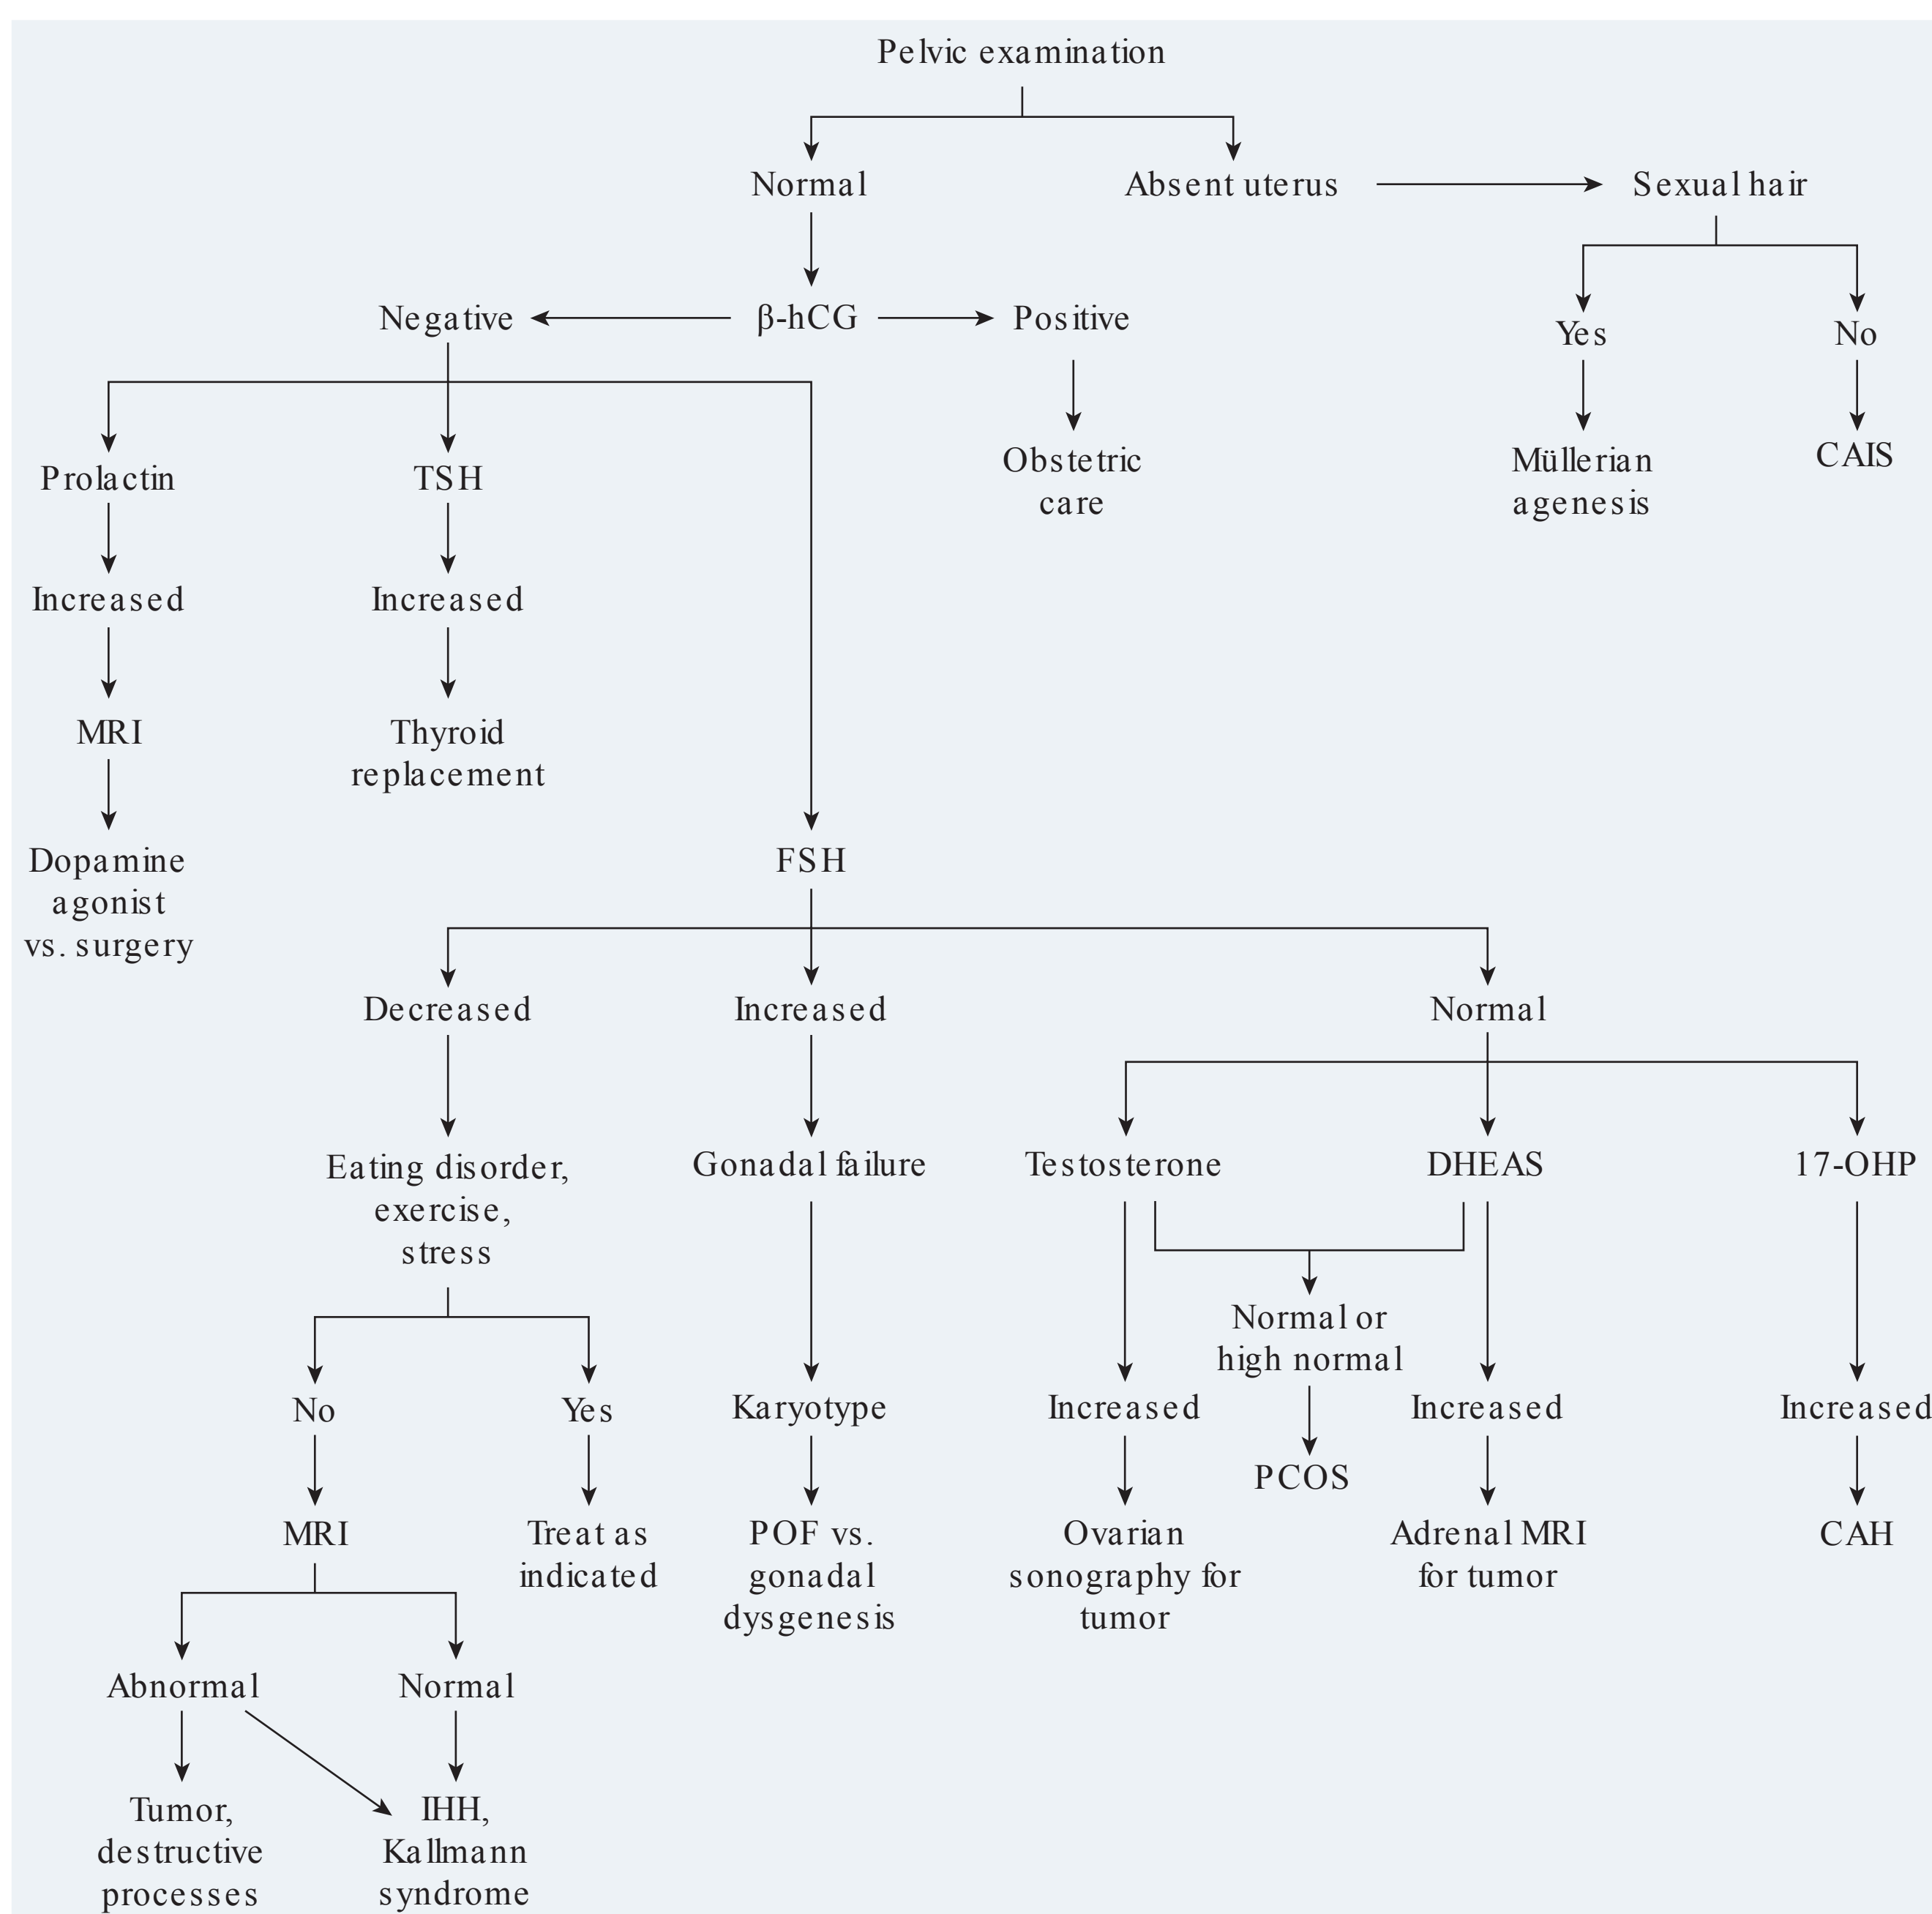 Pelvic examination
Normal
Absent uterus
Sexual hair
Negative
β-hCG
Positive
Yes
No
Obstetric
care
Müllerian
agenesis
CAIS
Prolactin
TSH
Increased
Increased
MRI
Thyroid
replacement
Dopamine
agonist
vs. surgery
FSH
Decreased
Increased
Normal
Eating disorder,
exercise,
stress
Gonadal failure
Testosterone
DHEAS
17-OHP
Normal or
high normal
No
Yes
Karyotype
Increased
Increased
Increased
PCOS
MRI
Treat as
indicated
POF vs.
gonadal
dysgenesis
Ovarian
sonography for
tumor
Adrenal MRI
for tumor
CAH
Abnormal
Normal
Tumor,
destructive
processes
IHH,
Kallmann
syndrome